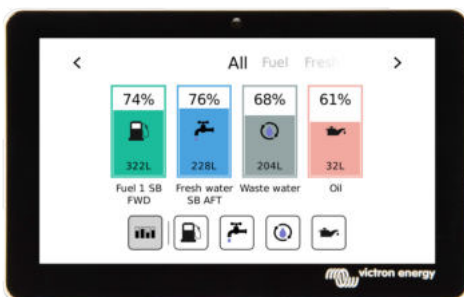 All Fuel Fresh
74% 76% 68% 61%
322L 228L 204L 32L
Fuel 1 SB Fresh water Waste water Oil
FWD SB AFT
victron energy